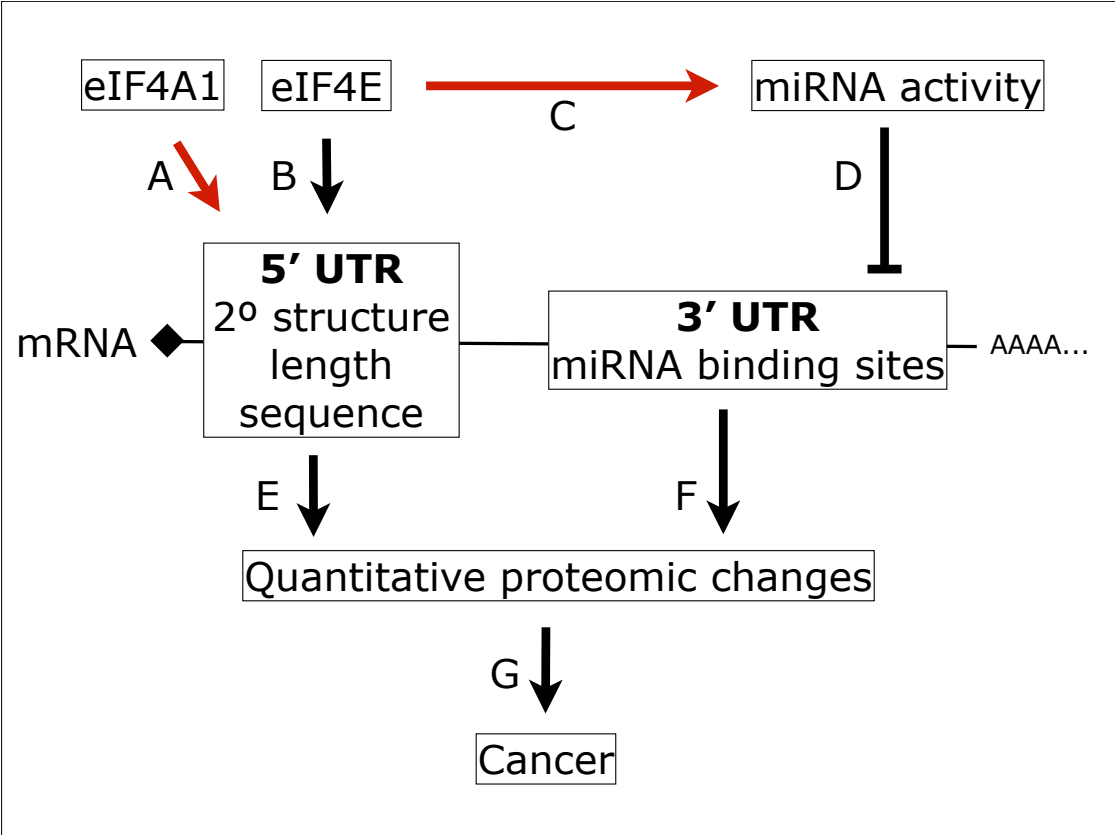 eIF4A1
eIF4E
miRNA activity
C
A
B
D
5′ UTR
2º structure
length
sequence
3′ UTR
miRNA binding sites
mRNA
AAAA...
E
F
Quantitative proteomic changes
G
Cancer